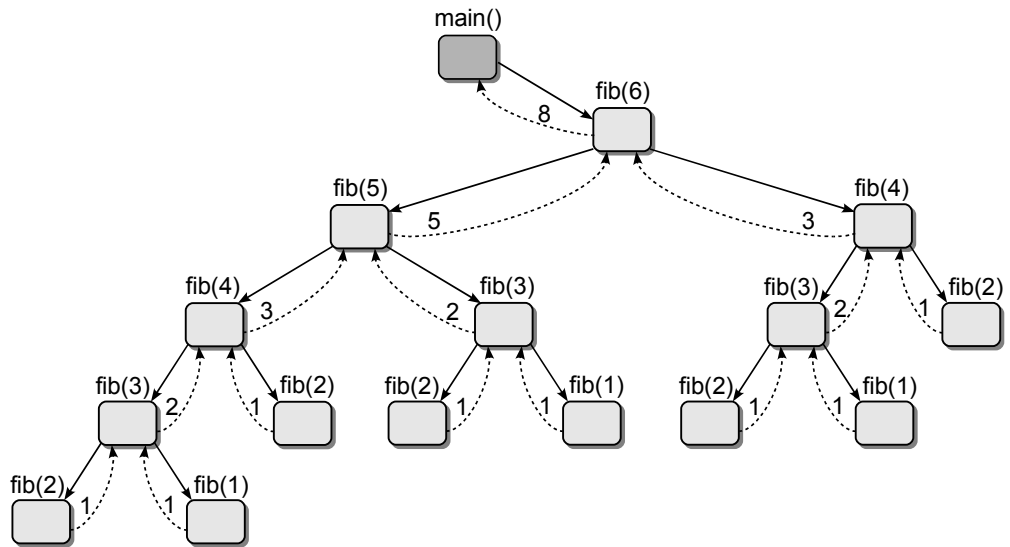 main()
fib(6)
8
fib(5)
fib(4)
5
3
fib(4)
fib(3)
fib(3)
fib(2)
3
2
2
1
fib(3)
fib(2)
fib(2)
fib(1)
fib(2)
fib(1)
2
1
1
1
1
1
fib(2)
fib(1)
1
1